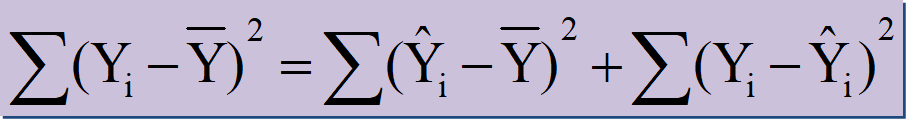 ∑(Yᵢ − Y̅)² = ∑(Ŷᵢ − Y̅)² + ∑(Yᵢ − Ŷᵢ)²